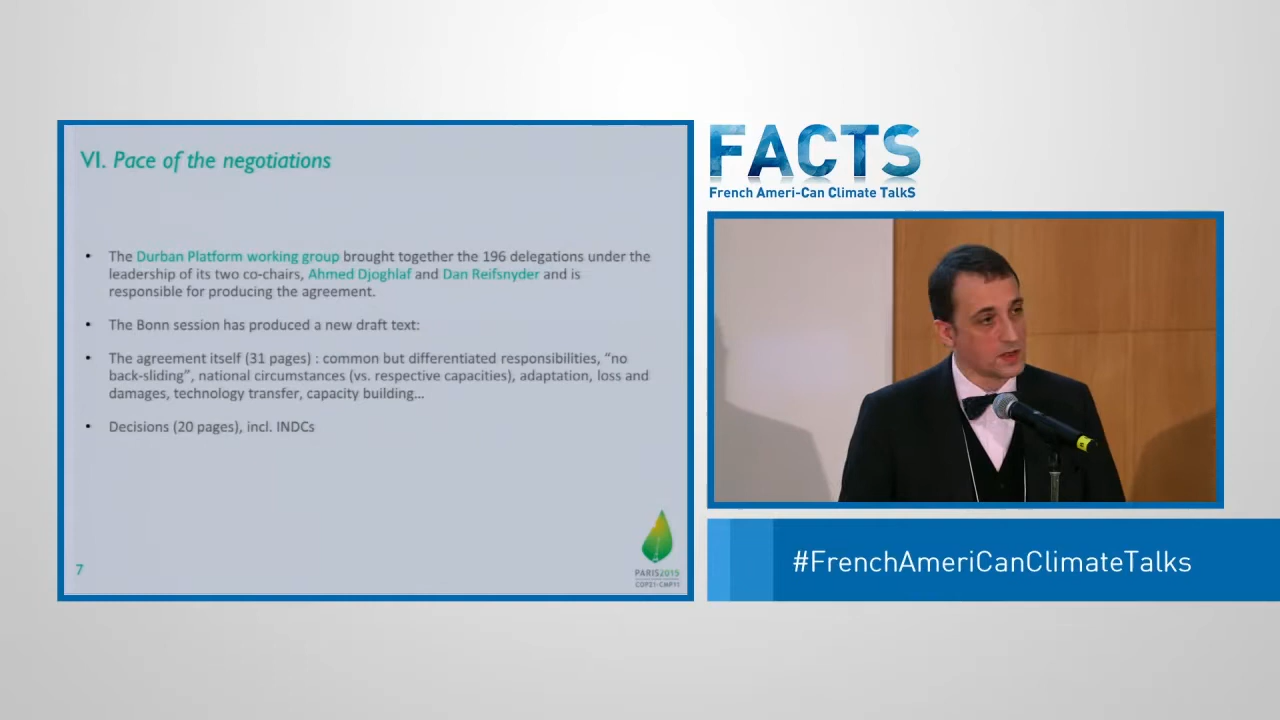 VI. Pace of the negotiations
• The Durban Platform working group brought together the 196 delegations under the
leadership of its two co-chairs, Ahmed Djoghlaf and Dan Reifsnyder and is
responsible for producing the agreement.
• The Bonn session has produced a new draft text:
• The agreement itself (31 pages) : common but differentiated responsibilities, “no
back-sliding”, national circumstances (vs. respective capacities), adaptation, loss and
damages, technology transfer, capacity building…
• Decisions (20 pages), incl. INDCs
7
PARIS2015
COP21·CMP11
FACTS
French Ameri-Can Climate TalkS
#FrenchAmeriCanClimateTalks